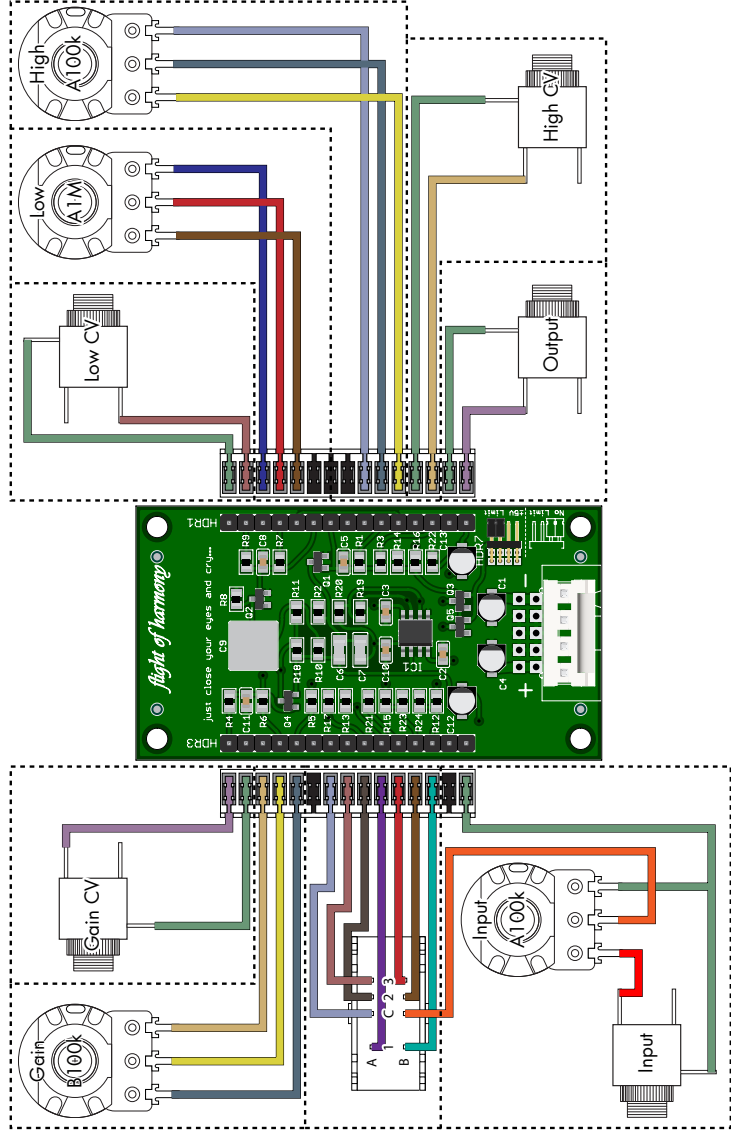 High
A100k
Low
A1M
Low CV
High CV
Output
HDR1
R9
C8
R7
Q1
C5
R1
R3
R14
R16
R22
C13
HDR7
No Limit
±5V
No Limit
R8
Q2
R11
R2
R20
R19
C3
Q3
Q5
C1
C9
R18
R10
C6
C7
C10
IC1
C2
C4
flight of harmony
just close your eyes and cry...
R4
C11
R6
Q4
R5
R17
R13
R21
R15
R23
R24
R12
C12
HDR3
+
−
Gain CV
Gain
B100k
A
1
C
2
3
B
Input
A100k
Input